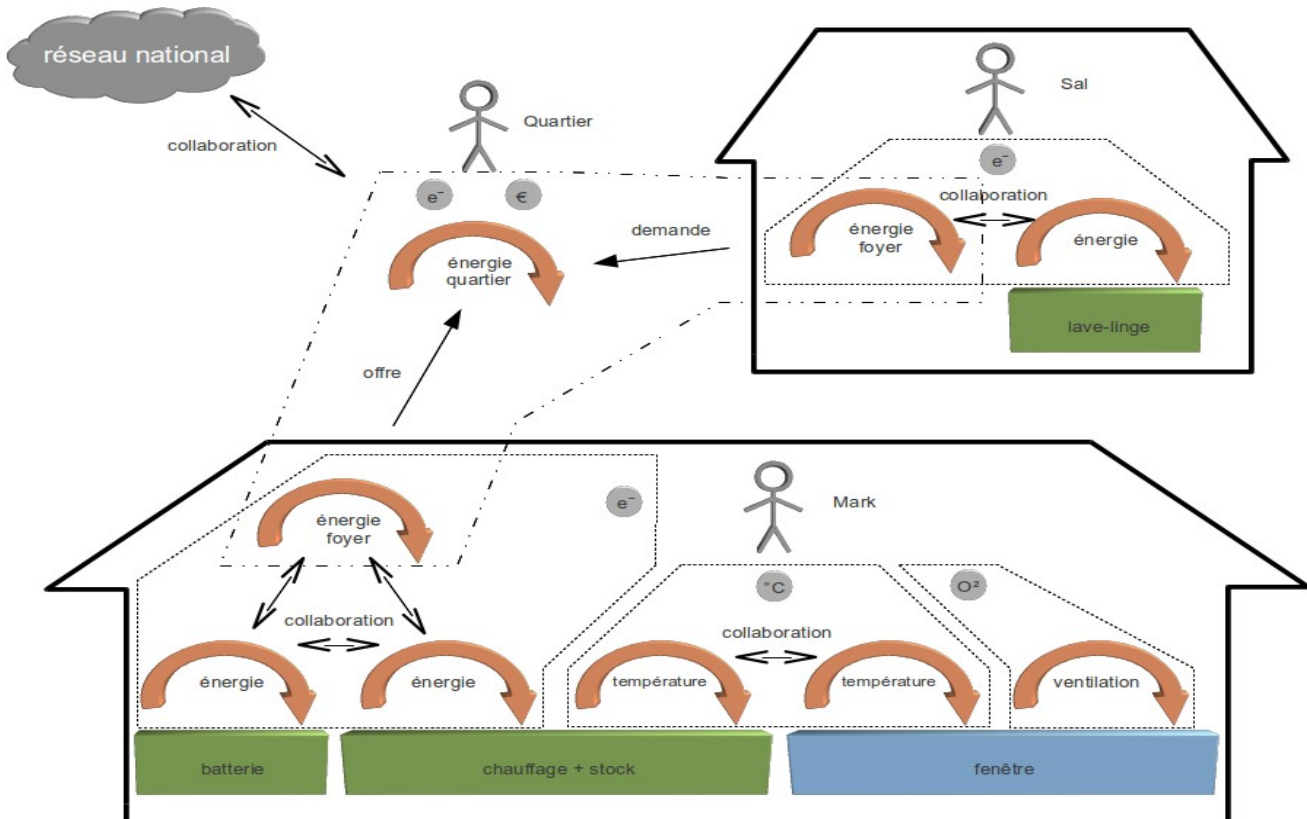 réseau national
collaboration
Quartier
e⁻
€
énergie
quartier
demande
offre
Sal
e⁻
collaboration
énergie
foyer
énergie
lave-linge
e⁻
Mark
énergie
foyer
collaboration
énergie
énergie
°C
O²
collaboration
température
température
ventilation
batterie
chauffage + stock
fenêtre